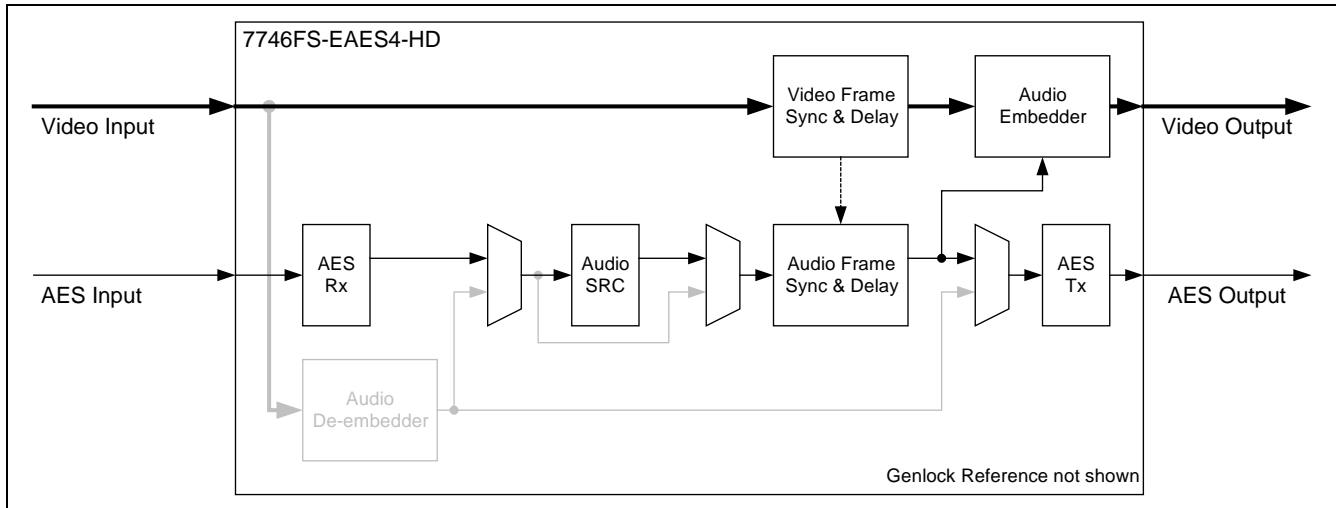 7746FS-EAES4-HD
Video Frame
Sync & Delay
Audio
Embedder
Video Input
Video Output
AES
Rx
Audio
SRC
Audio Frame
Sync & Delay
AES
Tx
AES Input
AES Output
Audio
De-embedder
Genlock Reference not shown